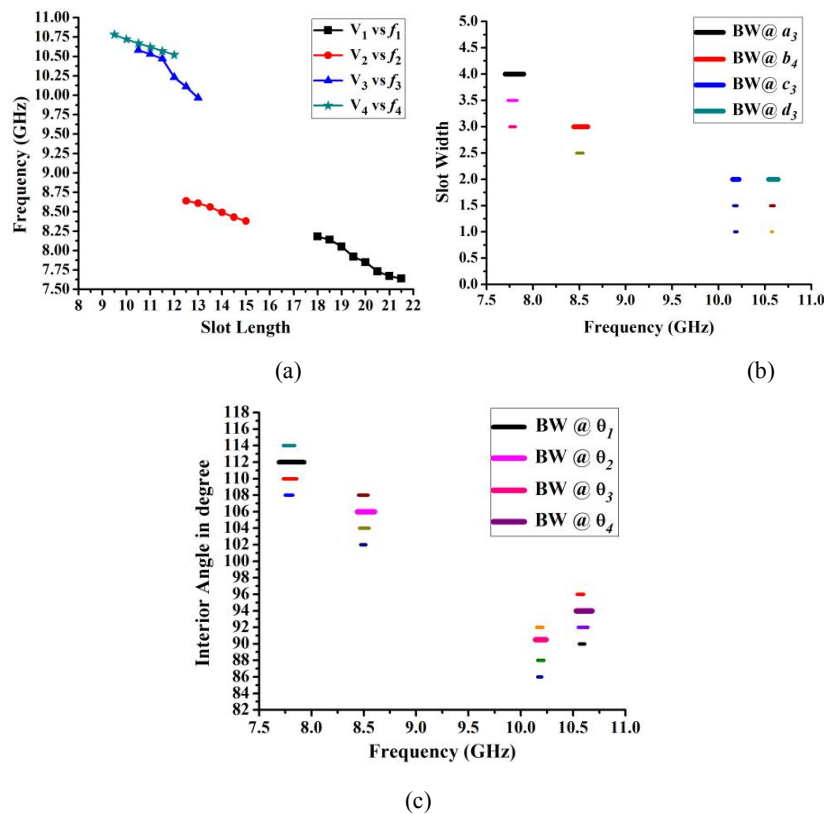 11.00
10.75
10.50
10.25
10.00
9.75
9.50
9.25
9.00
8.75
8.50
8.25
8.00
7.75
7.50
Frequency (GHz)
8 9 10 11 12 13 14 15 16 17 18 19 20 21 22
Slot Length
V1 vs f1
V2 vs f2
V3 vs f3
V4 vs f4
(a)
5.0
4.5
4.0
3.5
3.0
2.5
2.0
1.5
1.0
0.5
0.0
Slot Width
7.5 8.0 8.5 9.0 9.5 10.0 10.5 11.0
Frequency (GHz)
BW@ a3
BW@ b4
BW@ c3
BW@ d3
(b)
118
116
114
112
110
108
106
104
102
100
98
96
94
92
90
88
86
84
82
Interior Angle in degree
7.5 8.0 8.5 9.0 9.5 10.0 10.5 11.0
Frequency (GHz)
BW @ θ1
BW @ θ2
BW @ θ3
BW @ θ4
(c)